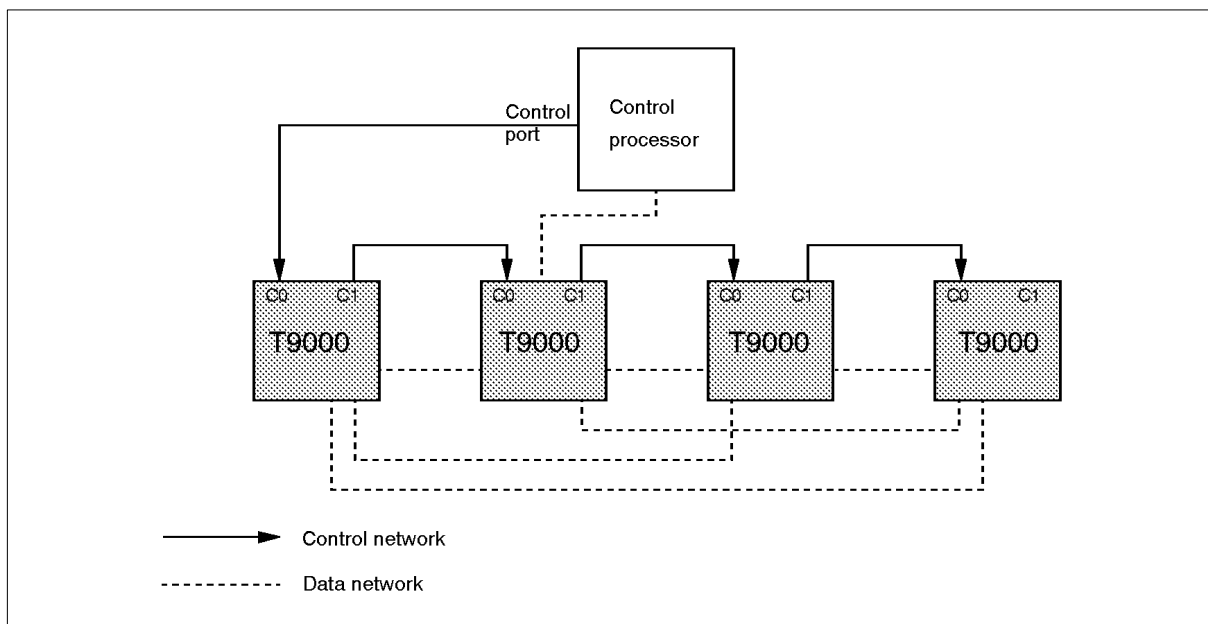 Control
port
Control
processor
C0 C1
C0 C1
C0 C1
C0 C1
T9000
T9000
T9000
T9000
Control network
Data network